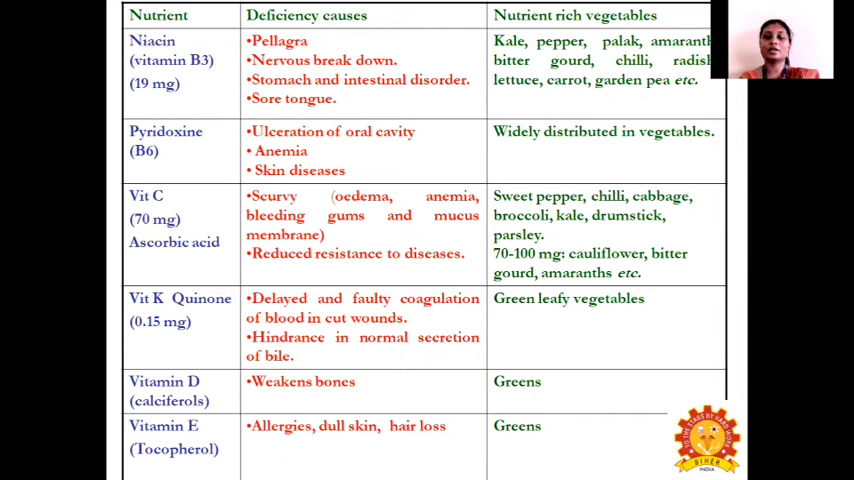 Nutrient
Deficiency causes
Nutrient rich vegetables
Niacin
(vitamin B3)
(19 mg)
•Pellagra
•Nervous break down.
•Stomach and intestinal disorder.
•Sore tongue.
Kale, pepper, palak,
bitter gourd, chilli,
lettuce, carrot, garden pea etc.
Pyridoxine
(B6)
•Ulceration of oral cavity
• Anemia
• Skin diseases
Widely distributed in vegetables.
Vit C
(70 mg)
Ascorbic acid
•Scurvy (oedema, anemia,
bleeding gums and mucus
membrane)
•Reduced resistance to diseases.
Sweet pepper, chilli, cabbage,
broccoli, kale, drumstick,
parsley.
70-100 mg: cauliflower, bitter
gourd, amaranths etc.
Vit K Quinone
(0.15 mg)
•Delayed and faulty coagulation
of blood in cut wounds.
•Hindrance in normal secretion
of bile.
Green leafy vegetables
Vitamin D
(calciferols)
•Weakens bones
Greens
Vitamin E
(Tocopherol)
•Allergies, dull skin, hair loss
Greens
TO THE STARS BY HARD WORK
BIHER
INDIA